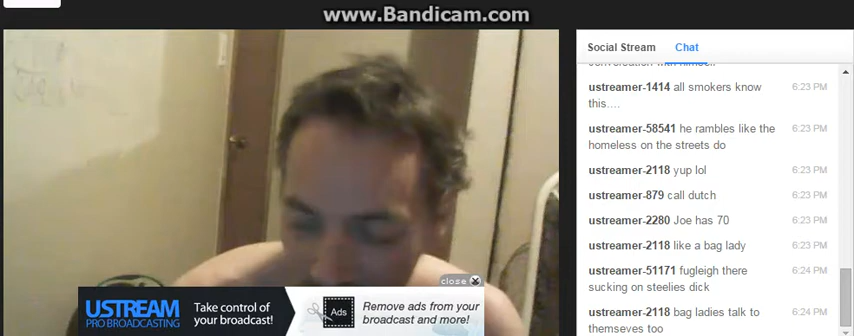 www.Bandicam.com
Social Stream Chat
ustreamer-1414 all smokers know 6:23 PM
this....
ustreamer-58541 he rambles like the 6:23 PM
homeless on the streets do
ustreamer-2118 yup lol 6:23 PM
ustreamer-879 call dutch 6:23 PM
ustreamer-2280 Joe has 70 6:23 PM
ustreamer-2118 like a bag lady 6:23 PM
ustreamer-51171 fugleigh there 6:24 PM
sucking on steelies dick
ustreamer-2118 bag ladies talk to 6:24 PM
themseves too
close
USTREAM
PRO BROADCASTING
Take control of
your broadcast!
Ads
Remove ads from your
broadcast and more!